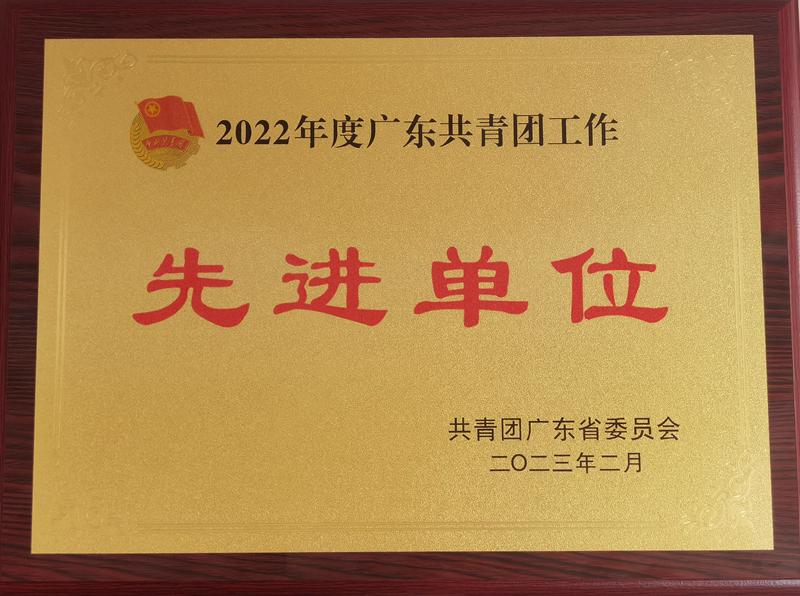 2022年度广东共青团工作
先进单位
共青团广东省委员会
二〇二三年二月